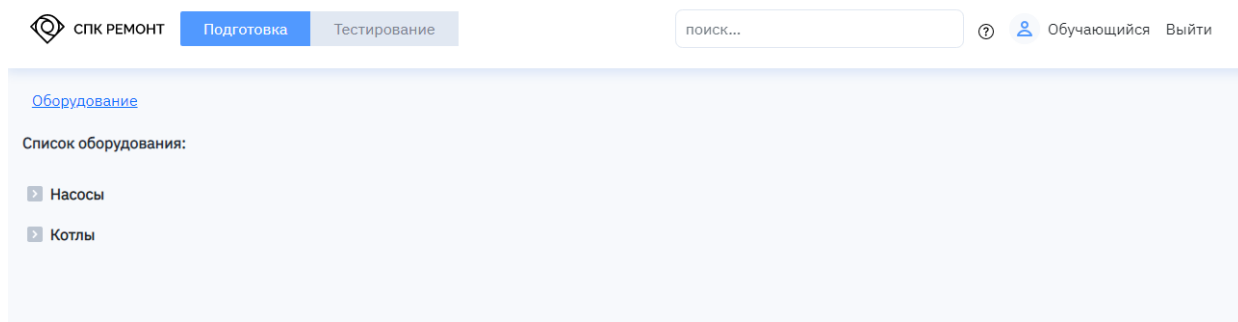 СПК РЕМОНТ Подготовка Тестирование поиск... ? Обучающийся Выйти
Оборудование
Список оборудования:
Насосы
Котлы